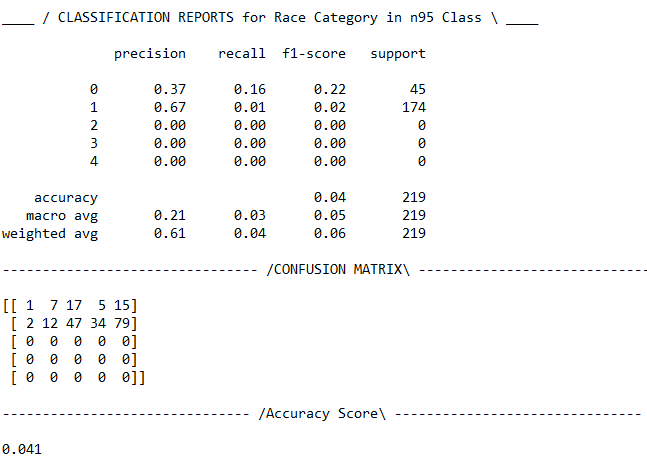 ____ / CLASSIFICATION REPORTS for Race Category in n95 Class \ ____
precision recall f1-score support
0 0.37 0.16 0.22 45
1 0.67 0.01 0.02 174
2 0.00 0.00 0.00 0
3 0.00 0.00 0.00 0
4 0.00 0.00 0.00 0
accuracy 0.04 219
macro avg 0.21 0.03 0.05 219
weighted avg 0.61 0.04 0.06 219
-------------------------------- /CONFUSION MATRIX\ -----------------------------
[[ 1 7 17 5 15]
[ 2 12 47 34 79]
[ 0 0 0 0 0]
[ 0 0 0 0 0]
[ 0 0 0 0 0]]
------------------------------- /Accuracy Score\ -------------------------------
0.041